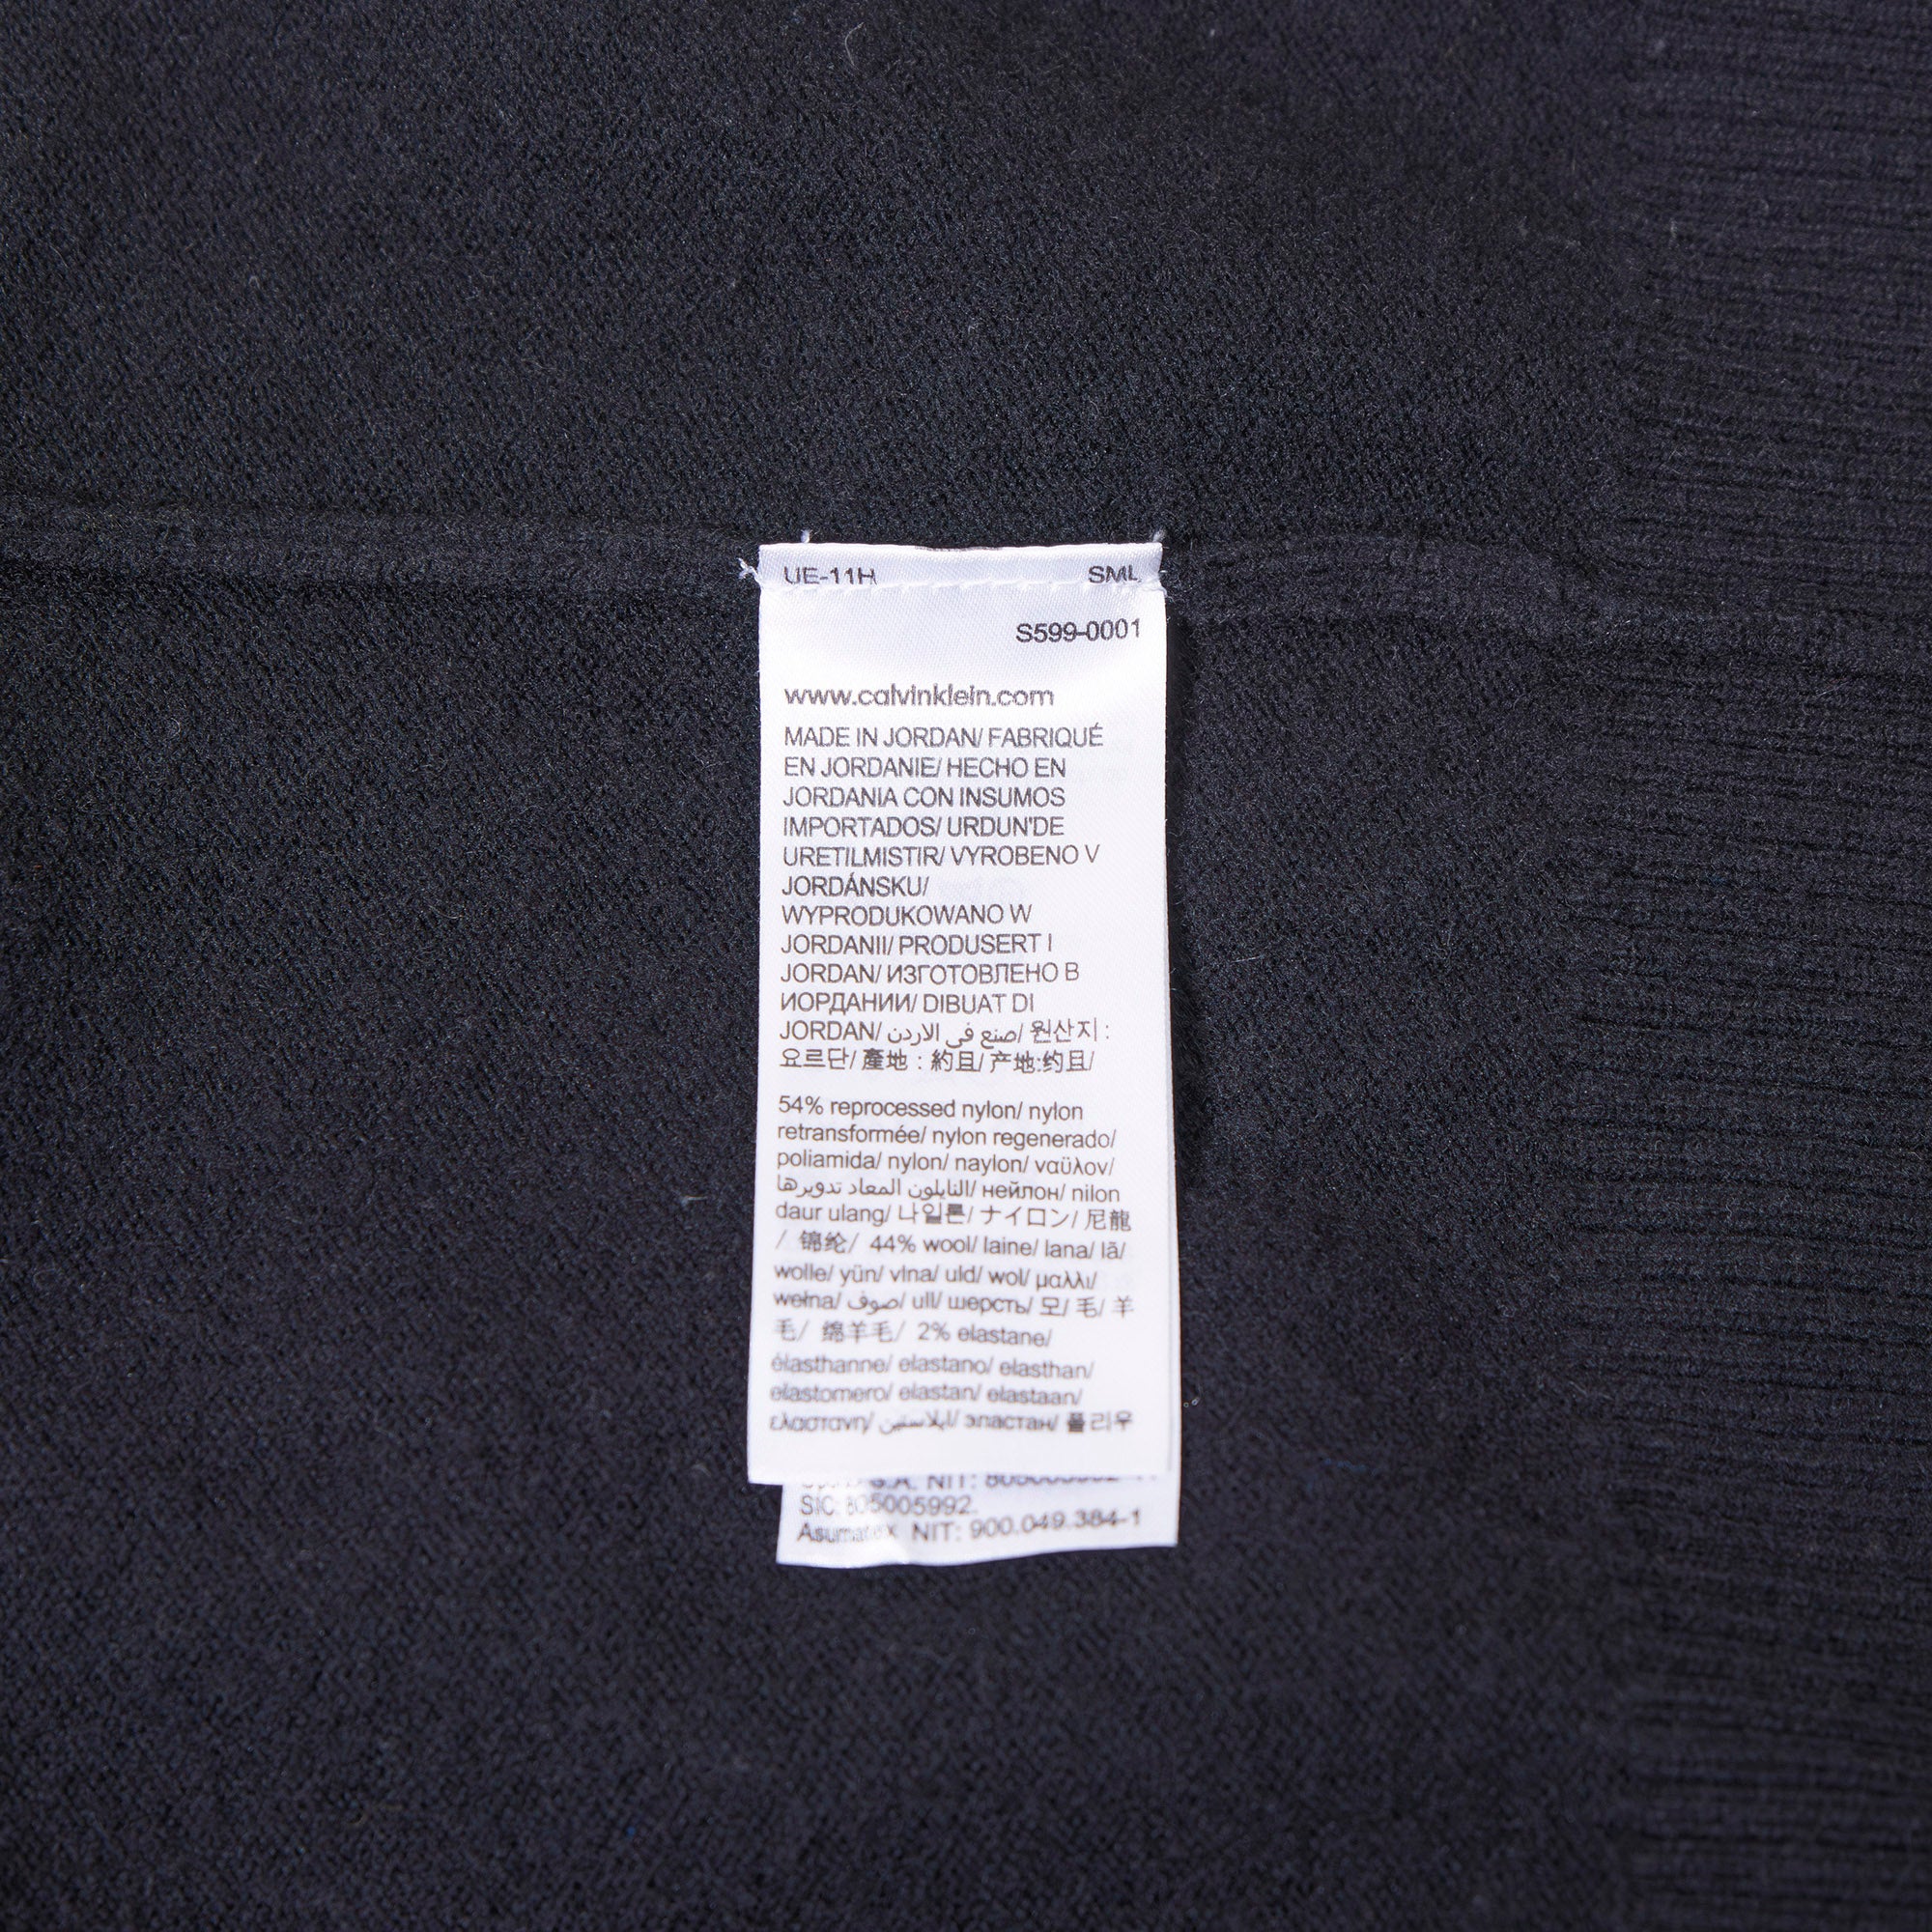 UE-11H SML
S599-0001
www.calvinklein.com
MADE IN JORDAN/ FABRIQUÉ
EN JORDANIE/ HECHO EN
JORDANIA CON INSUMOS
IMPORTADOS/ URDUN'DE
URETILMISTIR/ VYROBENO V
JORDÁNSKU/
WYPRODUKOWANO W
JORDANII/ PRODUSERT I
JORDAN/ ИЗГОТОВЛЕНО В
ИОРДАНИИ/ DIBUAT DI
JORDAN/ صنع في الاردن/ 원산지 :
요르단/ 產地 : 約旦/ 产地:约旦/
54% reprocessed nylon/ nylon
retransformée/ nylon regenerado/
poliamida/ nylon/ naylon/ ναϋλον/
النايلون المعاد تدويرها/ нейлон/ nilon
daur ulang/ 나일론/ ナイロン/ 尼龍
/ 锦纶/ 44% wool/ laine/ lana/ lã/
wolle/ yün/ vlna/ uld/ wol/ μαλλι/
wełna/ صوف/ ull/ шерсть/ 모/ 毛/ 羊
毛/ 绵羊毛/ 2% elastane/
élasthanne/ elastano/ elasthan/
elastomero/ elastan/ elastaan/
ελαστανη/ ايلاستين/ эластан/ 폴리우
S.A. NIT:
SIC: 805005992.
Asumatex NIT: 900.049.384-1